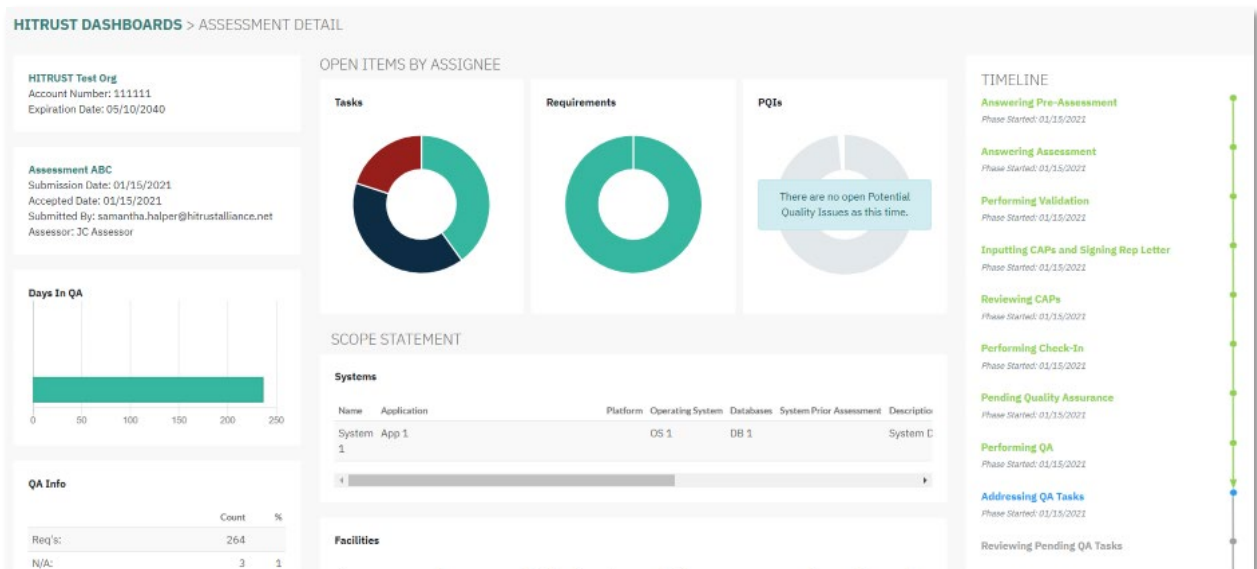 HITRUST DASHBOARDS > ASSESSMENT DETAIL
HITRUST Test Org
Account Number: 111111
Expiration Date: 05/10/2040
Assessment ABC
Submission Date: 01/15/2021
Accepted Date: 01/15/2021
Submitted By: samantha.halper@hitrustalliance.net
Assessor: JC Assessor
Days In QA
0 50 100 150 200 250
QA Info
Count %
Req's: 264
N/A: 3 1
OPEN ITEMS BY ASSIGNEE
Tasks
Requirements
PQIs
There are no open Potential
Quality Issues as this time.
SCOPE STATEMENT
Systems
Name Application Platform Operating System Databases System Prior Assessment Description
System App 1 OS 1 DB 1 System D
1
Facilities
TIMELINE
Answering Pre-Assessment
Phase Started: 01/15/2021
Answering Assessment
Phase Started: 01/15/2021
Performing Validation
Phase Started: 01/15/2021
Inputting CAPs and Signing Rep Letter
Phase Started: 01/15/2021
Reviewing CAPs
Phase Started: 01/15/2021
Performing Check-In
Phase Started: 01/15/2021
Pending Quality Assurance
Phase Started: 01/15/2021
Performing QA
Phase Started: 01/15/2021
Addressing QA Tasks
Phase Started: 01/15/2021
Reviewing Pending QA Tasks